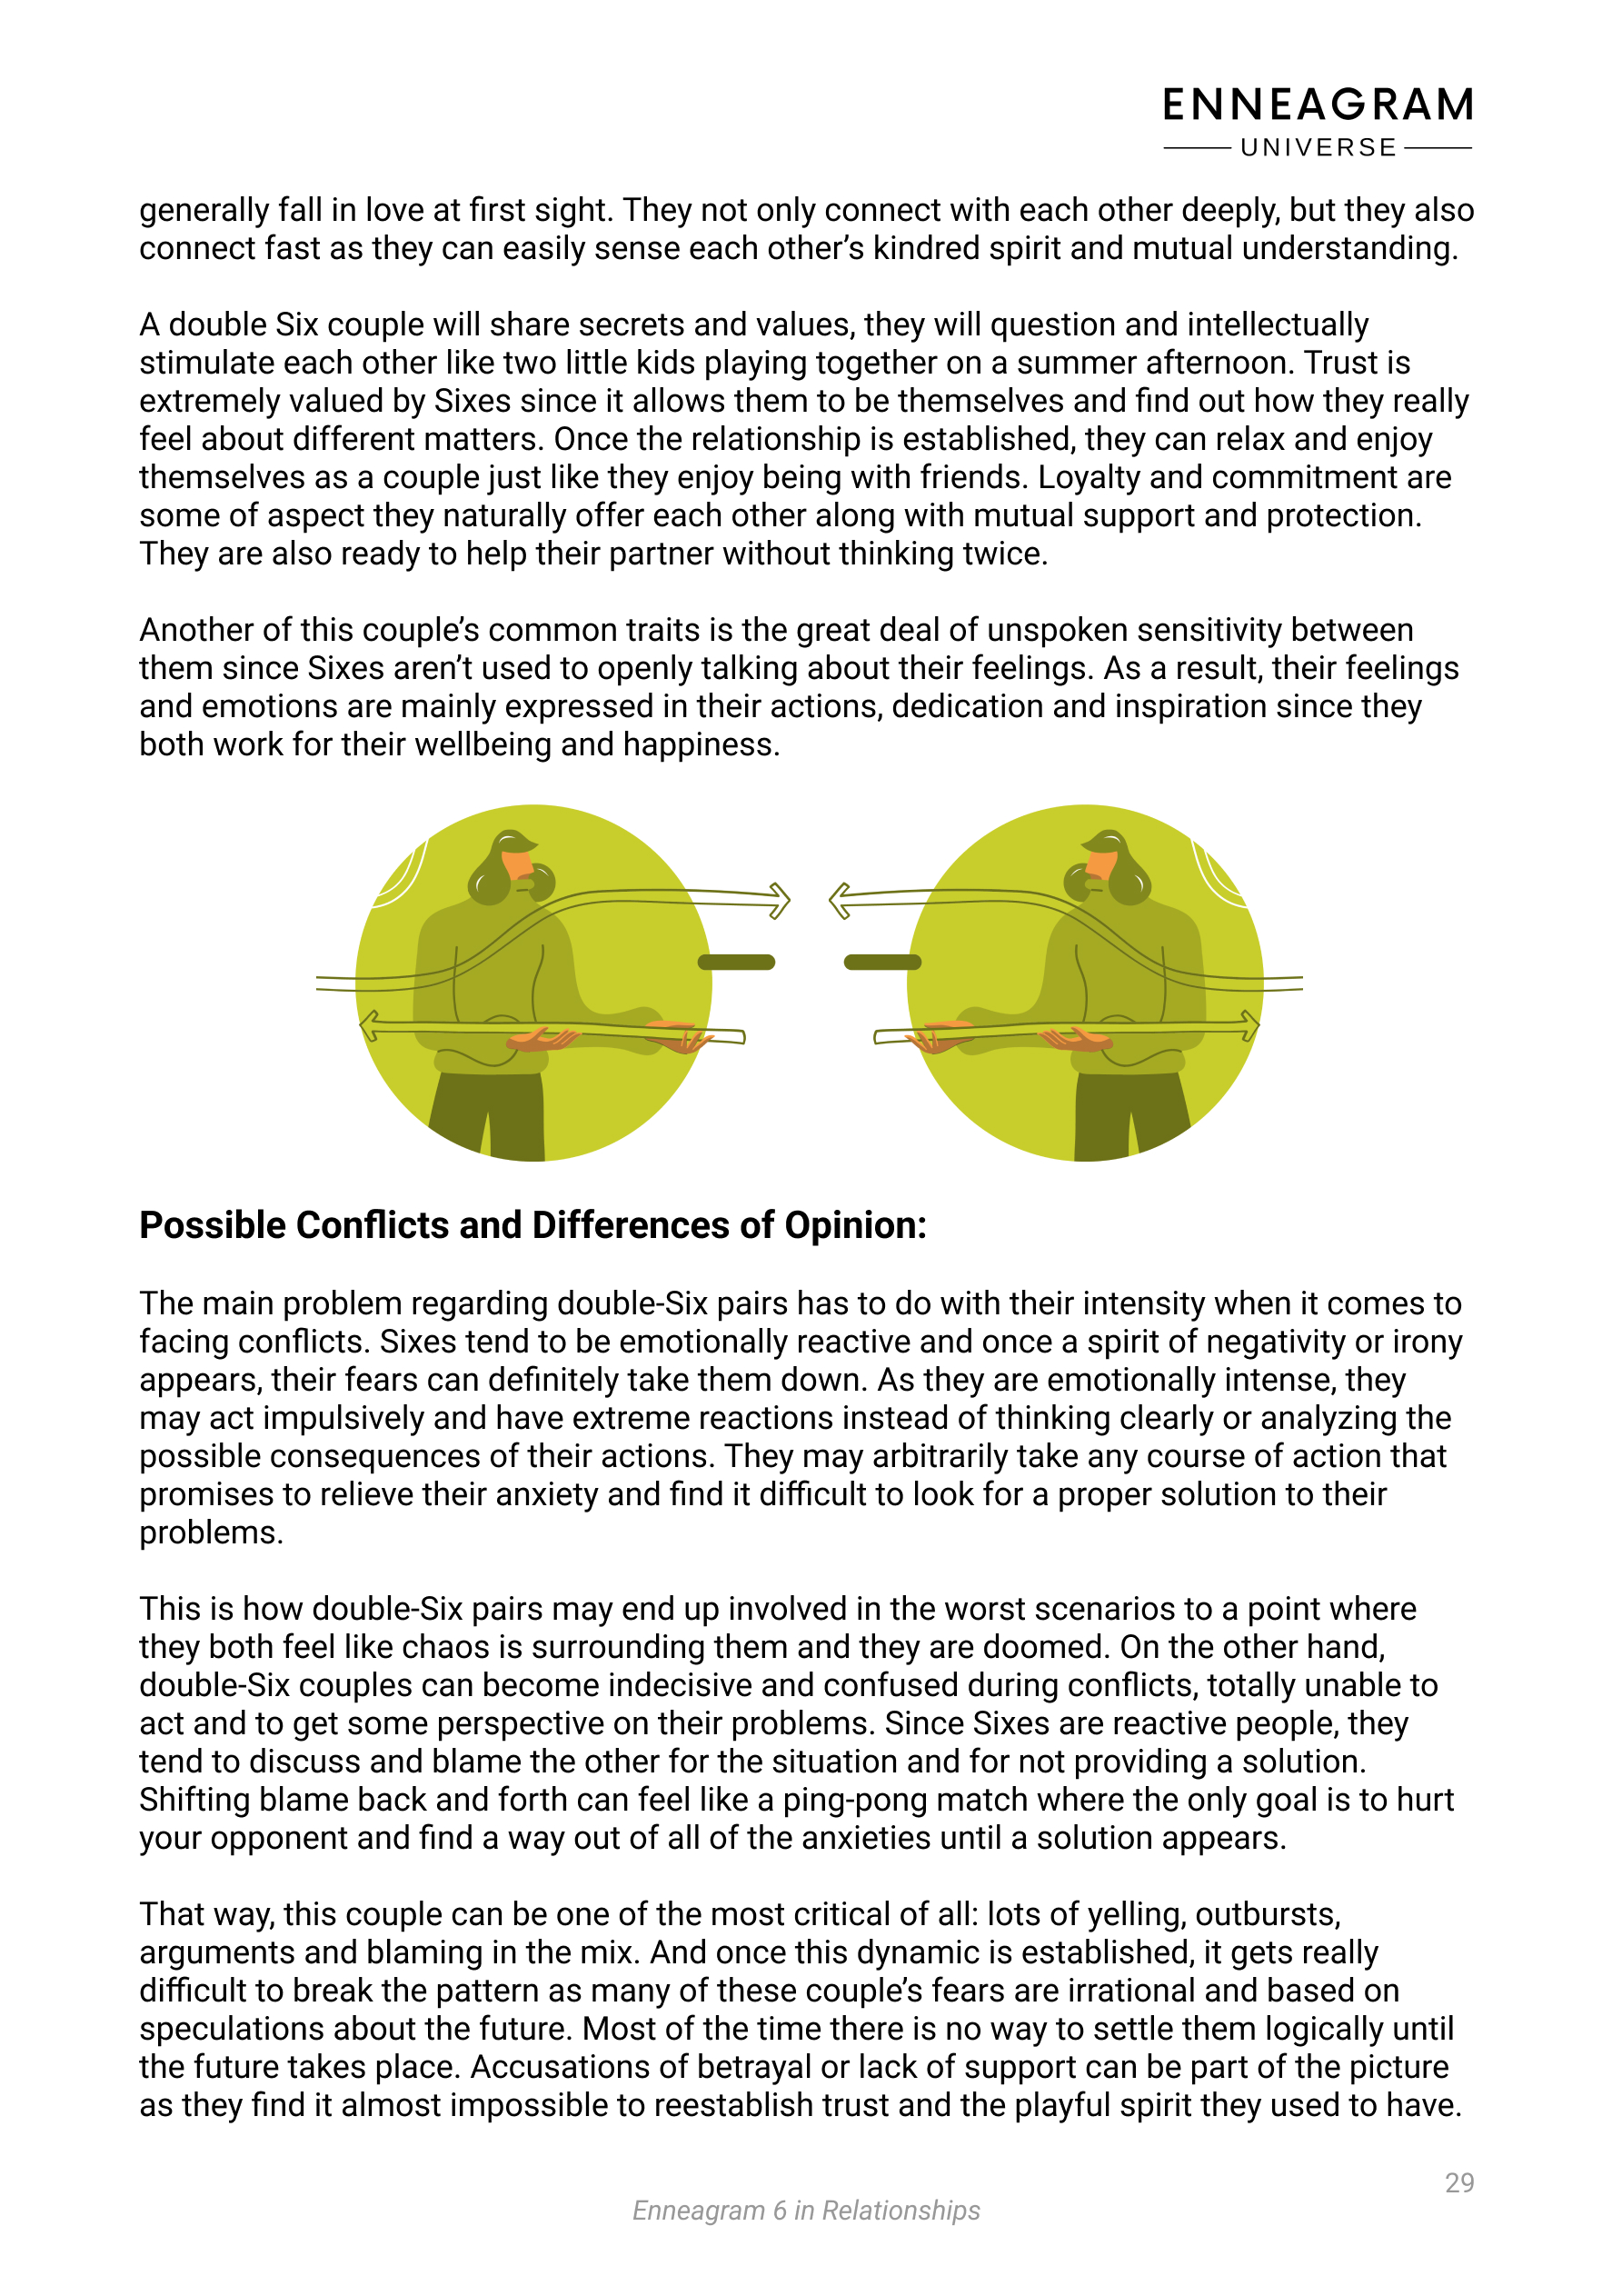 ENNEAGRAM
UNIVERSE
generally fall in love at first sight. They not only connect with each other deeply, but they also
connect fast as they can easily sense each other’s kindred spirit and mutual understanding.
A double Six couple will share secrets and values, they will question and intellectually
stimulate each other like two little kids playing together on a summer afternoon. Trust is
extremely valued by Sixes since it allows them to be themselves and find out how they really
feel about different matters. Once the relationship is established, they can relax and enjoy
themselves as a couple just like they enjoy being with friends. Loyalty and commitment are
some of aspect they naturally offer each other along with mutual support and protection.
They are also ready to help their partner without thinking twice.
Another of this couple’s common traits is the great deal of unspoken sensitivity between
them since Sixes aren’t used to openly talking about their feelings. As a result, their feelings
and emotions are mainly expressed in their actions, dedication and inspiration since they
both work for their wellbeing and happiness.
Possible Conflicts and Differences of Opinion:
The main problem regarding double-Six pairs has to do with their intensity when it comes to
facing conflicts. Sixes tend to be emotionally reactive and once a spirit of negativity or irony
appears, their fears can definitely take them down. As they are emotionally intense, they
may act impulsively and have extreme reactions instead of thinking clearly or analyzing the
possible consequences of their actions. They may arbitrarily take any course of action that
promises to relieve their anxiety and find it difficult to look for a proper solution to their
problems.
This is how double-Six pairs may end up involved in the worst scenarios to a point where
they both feel like chaos is surrounding them and they are doomed. On the other hand,
double-Six couples can become indecisive and confused during conflicts, totally unable to
act and to get some perspective on their problems. Since Sixes are reactive people, they
tend to discuss and blame the other for the situation and for not providing a solution.
Shifting blame back and forth can feel like a ping-pong match where the only goal is to hurt
your opponent and find a way out of all of the anxieties until a solution appears.
That way, this couple can be one of the most critical of all: lots of yelling, outbursts,
arguments and blaming in the mix. And once this dynamic is established, it gets really
difficult to break the pattern as many of these couple’s fears are irrational and based on
speculations about the future. Most of the time there is no way to settle them logically until
the future takes place. Accusations of betrayal or lack of support can be part of the picture
as they find it almost impossible to reestablish trust and the playful spirit they used to have.
29
Enneagram 6 in Relationships